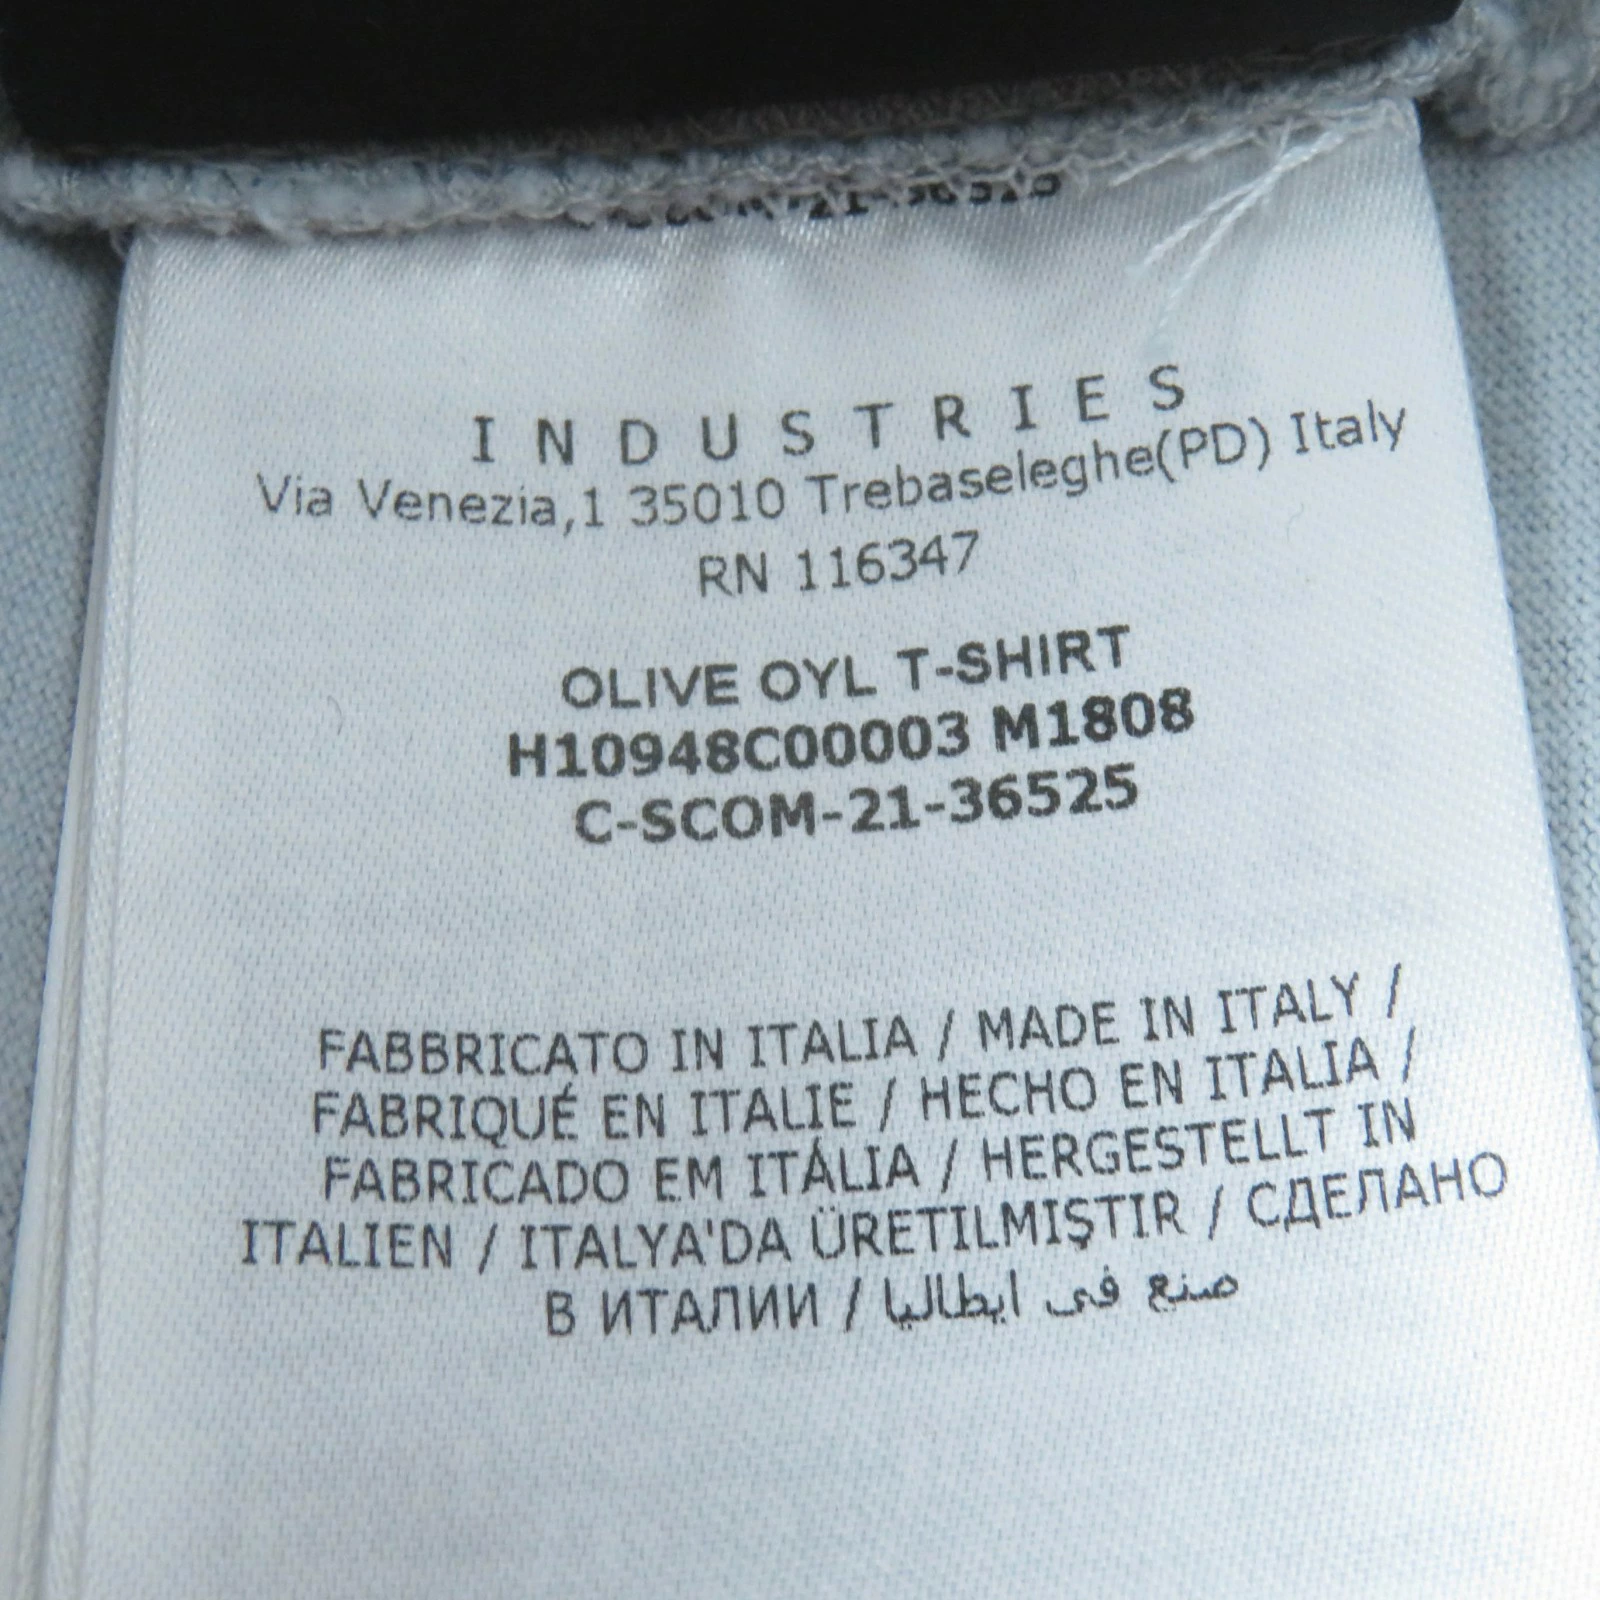 I N D U S T R I E S
Via Venezia,1 35010 Trebaseleghe(PD) Italy
RN 116347
OLIVE OYL T-SHIRT
H10948C00003 M1808
C-SCOM-21-36525
FABBRICATO IN ITALIA / MADE IN ITALY /
FABRIQUÉ EN ITALIE / HECHO EN ITALIA /
FABRICADO EM ITÁLIA / HERGESTELLT IN
ITALIEN / ITALYA'DA ÜRETILMIŞTIR / СДЕЛАНО
В ИТАЛИИ / صنع فى ايطاليا